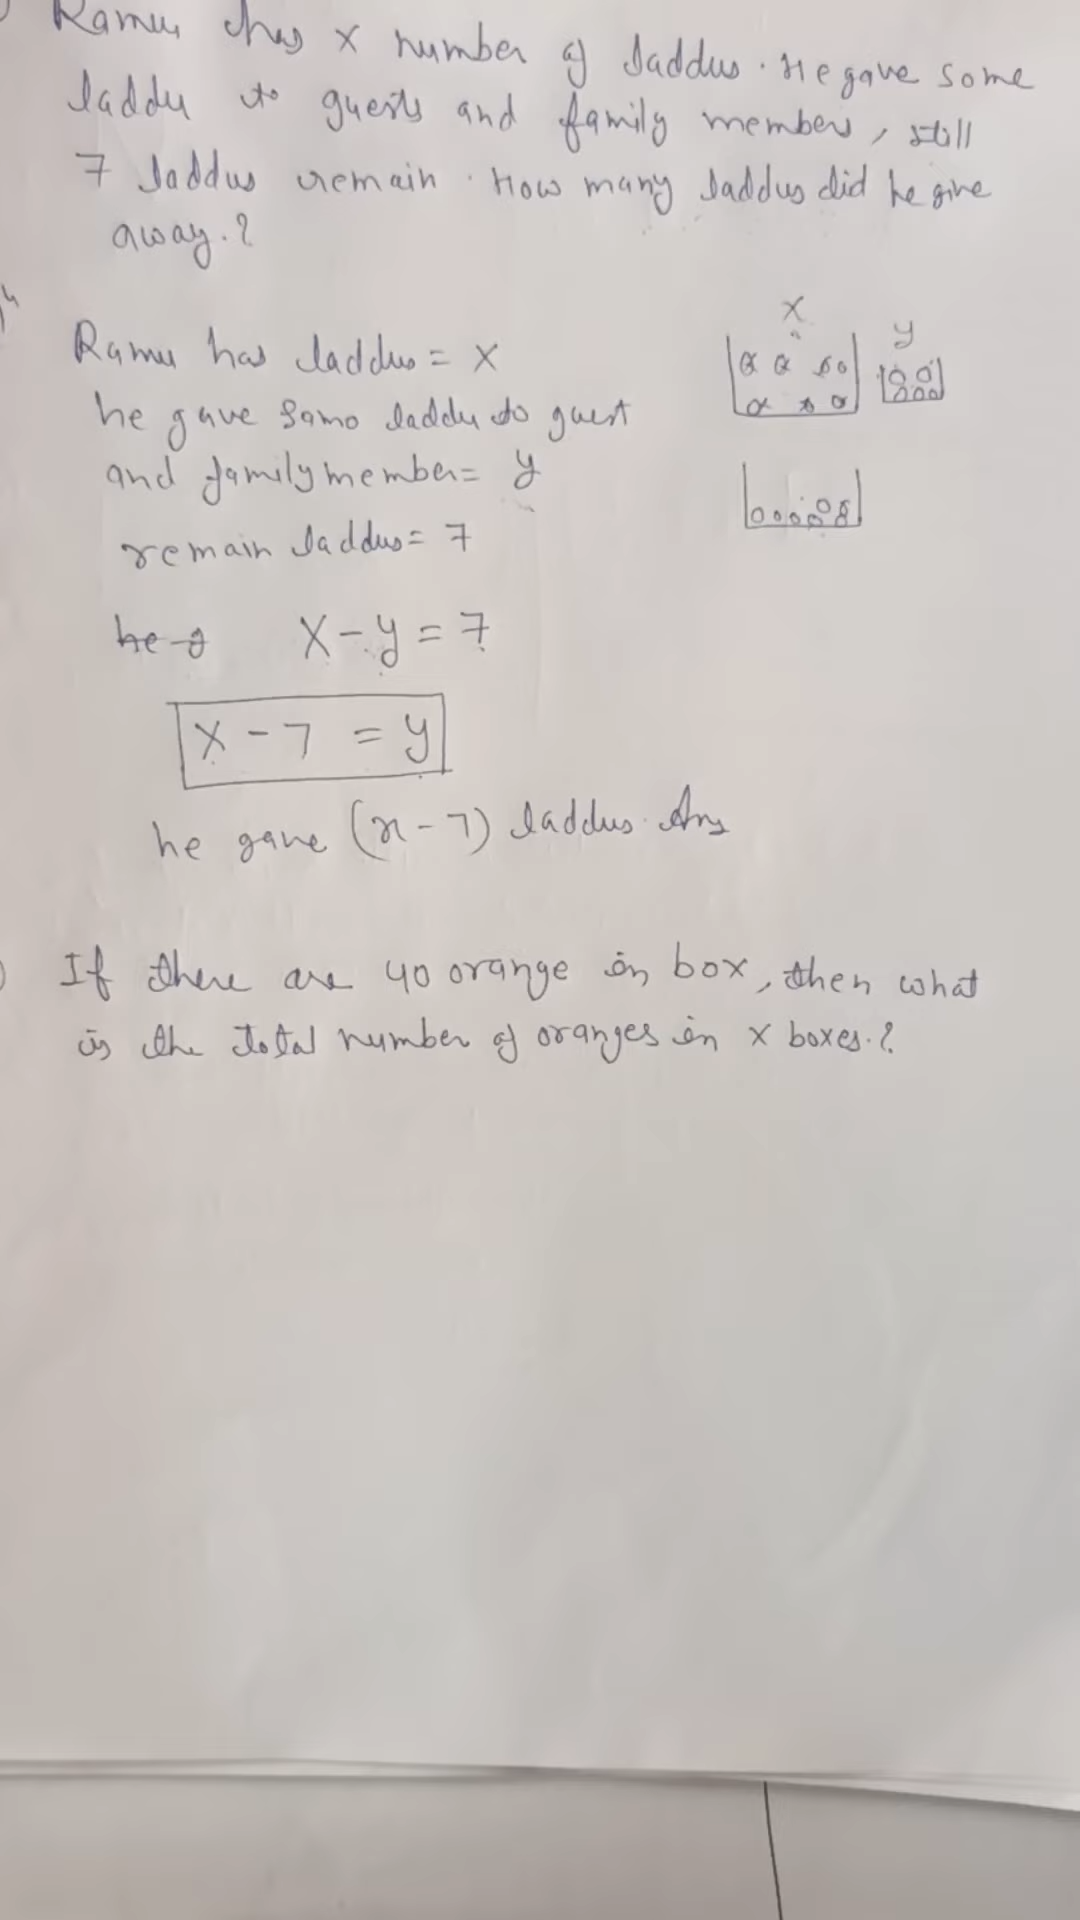 Ramu has x number of laddus. He gave some
laddu to guests and family members, still
7 laddus remain. How many laddus did he give
away.?
Ramu has laddus = x
he gave some laddu to guest
and family member = y
remain laddus = 7
x
y
he g x - y = 7
x - 7 = y
he gave (x - 7) laddus. Ans
If there are 40 orange in box, then what
is the total number of oranges in x boxes.?